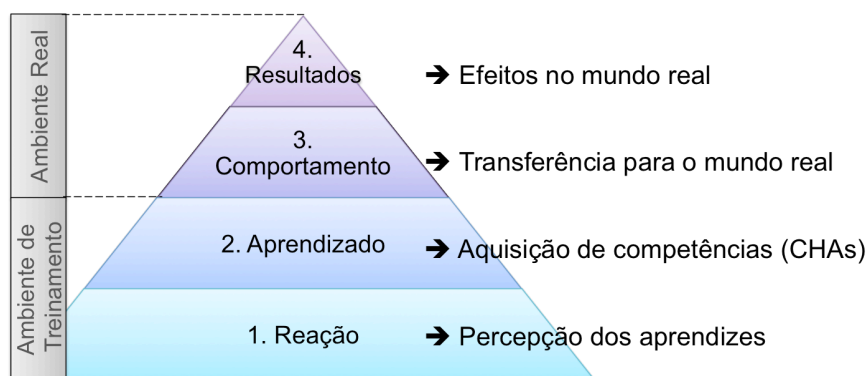 Ambiente Real
Ambiente de
Treinamento
4.
Resultados
➔ Efeitos no mundo real
3.
Comportamento
➔ Transferência para o mundo real
2. Aprendizado
➔ Aquisição de competências (CHAs)
1. Reação
➔ Percepção dos aprendizes